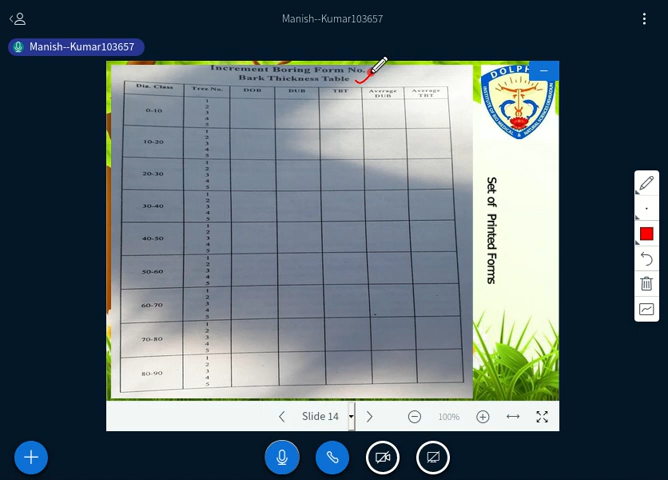 Manish--Kumar103657
Manish--Kumar103657
Increment Boring Form No.
Bark Thickness Table
Dia. Class Tree No. DOB DUB TBT Average DUB Average TBT
0-10 1 2 3 4 5
10-20 1 2 3 4 5
20-30 1 2 3 4 5
30-40 1 2 3 4 5
40-50 1 2 3 4 5
50-60 1 2 3 4 5
60-70 1 2 3 4 5
70-80 1 2 3 4 5
80-90 1 2 3 4 5
DOLPH
Set of Printed Forms
Slide 14
100%